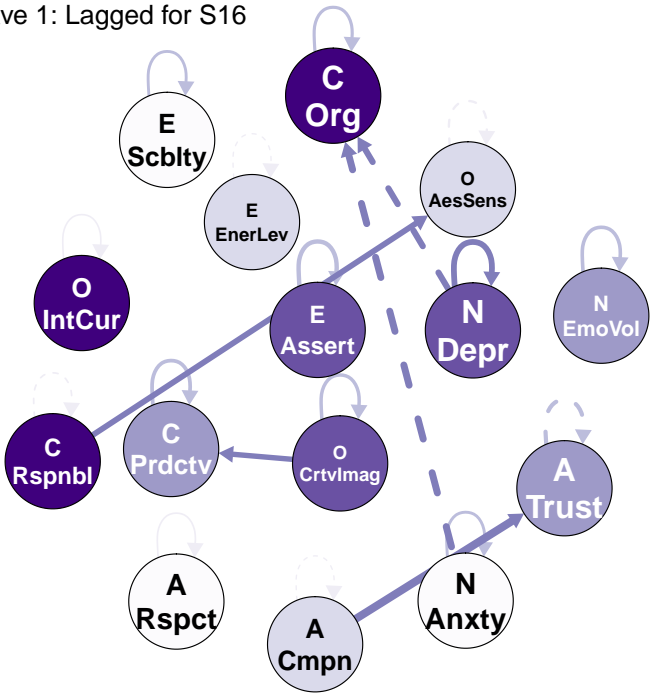 ve 1: Lagged for S16
C
Org
E
Scblty
O
AesSens
E
EnerLev
O
IntCur
E
Assert
N
Depr
N
EmoVol
C
Rspnbl
C
Prdctv
O
CrtvImag
A
Trust
A
Rspct
N
Anxty
A
Cmpn